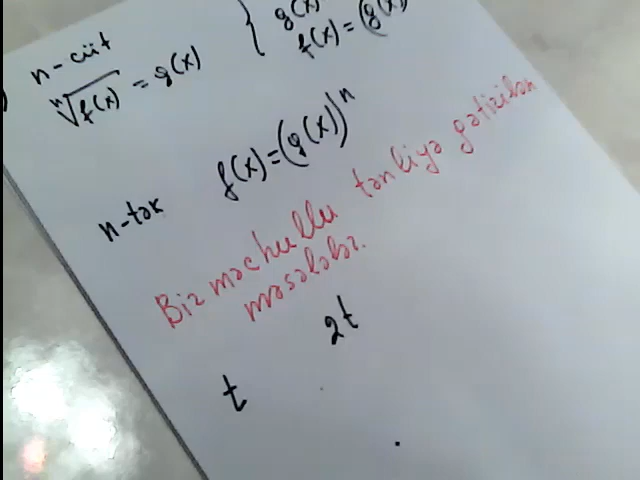 n-cüt
ⁿ√f(x) = g(x)
{ g(x)
f(x) = (g(x)
n-tək f(x)=(g(x))ⁿ
Bir məchullu tənliyə gətirilən
məsələlər.
t 2t